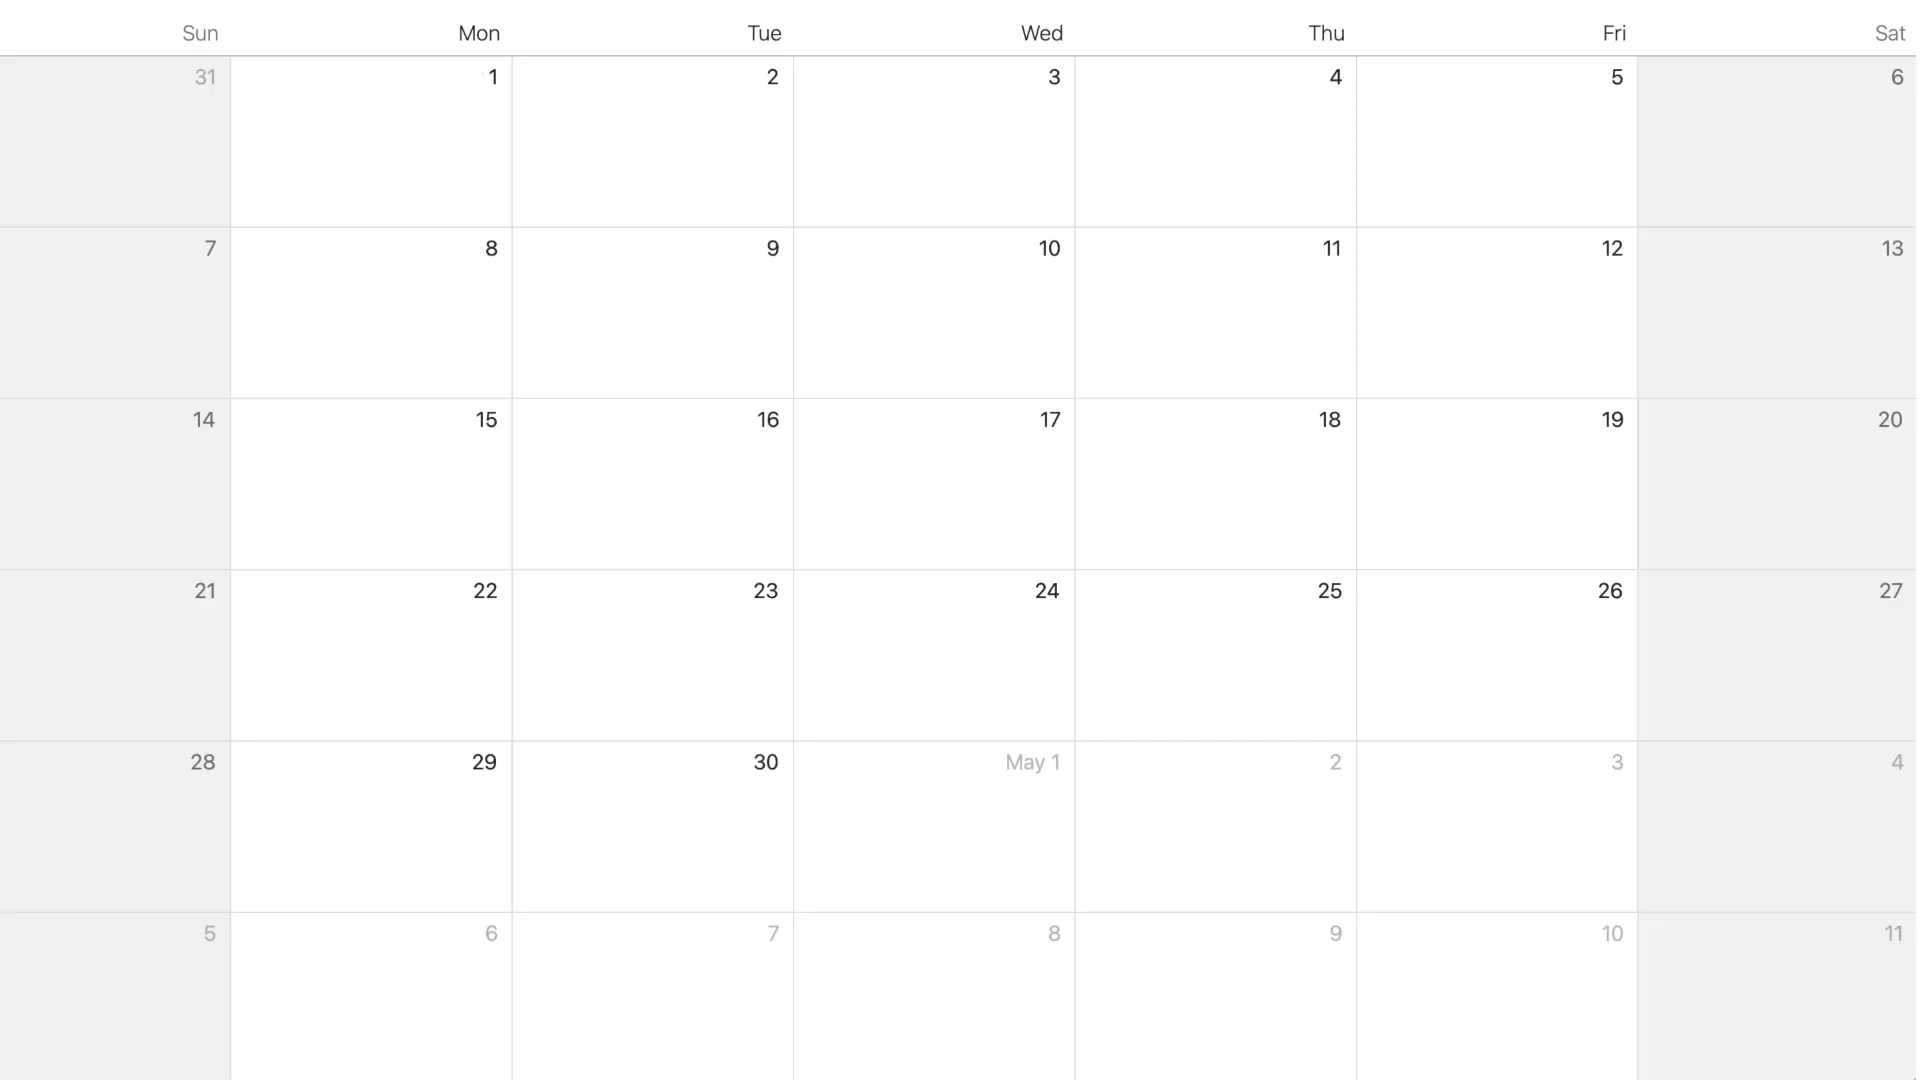 Sun Mon Tue Wed Thu Fri Sat
31 1 2 3 4 5 6
7 8 9 10 11 12 13
14 15 16 17 18 19 20
21 22 23 24 25 26 27
28 29 30 May 1 2 3 4
5 6 7 8 9 10 11